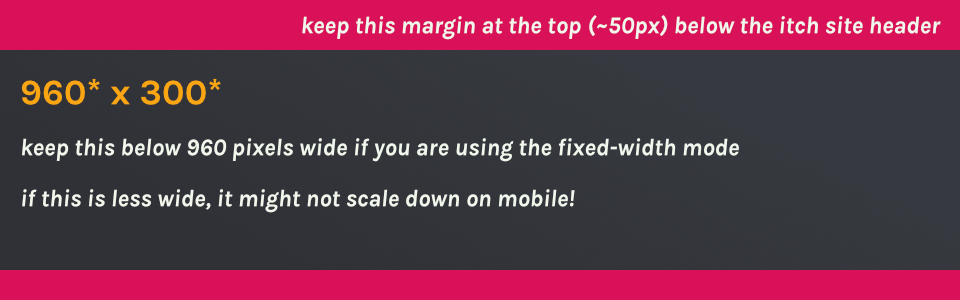 keep this margin at the top (~50px) below the itch site header
960* x 300*
keep this below 960 pixels wide if you are using the fixed-width mode
if this is less wide, it might not scale down on mobile!